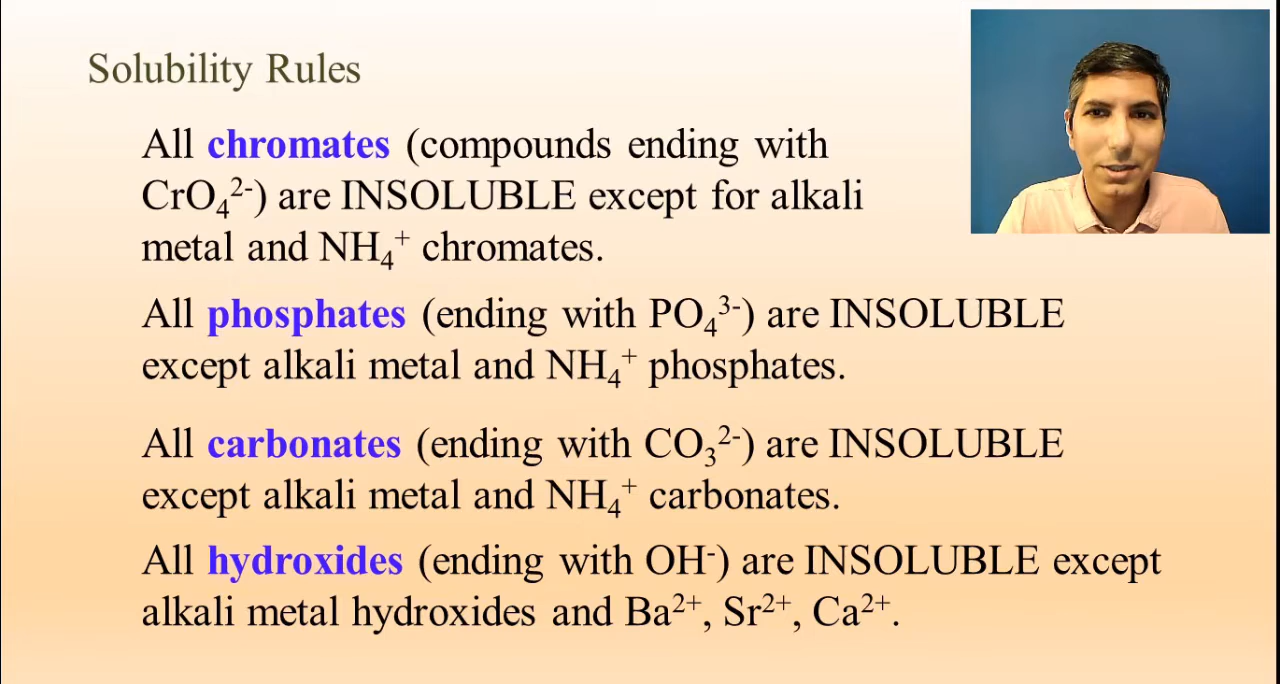 Solubility Rules
All chromates (compounds ending with
CrO₄²⁻) are INSOLUBLE except for alkali
metal and NH₄⁺ chromates.
All phosphates (ending with PO₄³⁻) are INSOLUBLE
except alkali metal and NH₄⁺ phosphates.
All carbonates (ending with CO₃²⁻) are INSOLUBLE
except alkali metal and NH₄⁺ carbonates.
All hydroxides (ending with OH⁻) are INSOLUBLE except
alkali metal hydroxides and Ba²⁺, Sr²⁺, Ca²⁺.